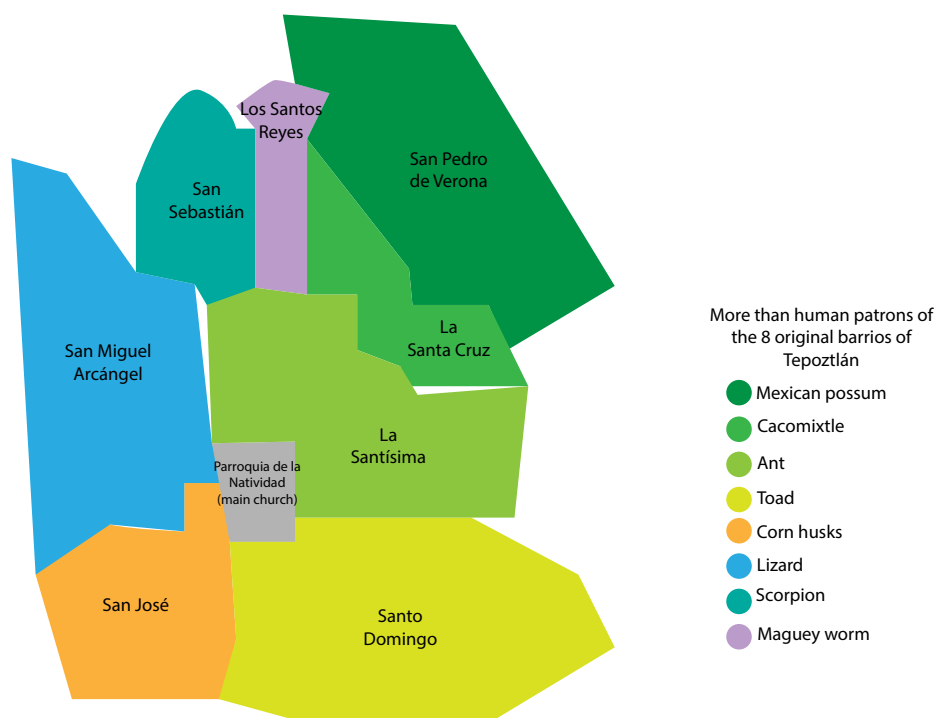 Los Santos
Reyes
San Pedro
de Verona
San
Sebastián
La
Santa Cruz
San Miguel
Arcángel
La
Santísima
Parroquia de la
Natividad
(main church)
San José
Santo
Domingo
More than human patrons of
the 8 original barrios of
Tepoztlán
Mexican possum
Cacomixtle
Ant
Toad
Corn husks
Lizard
Scorpion
Maguey worm